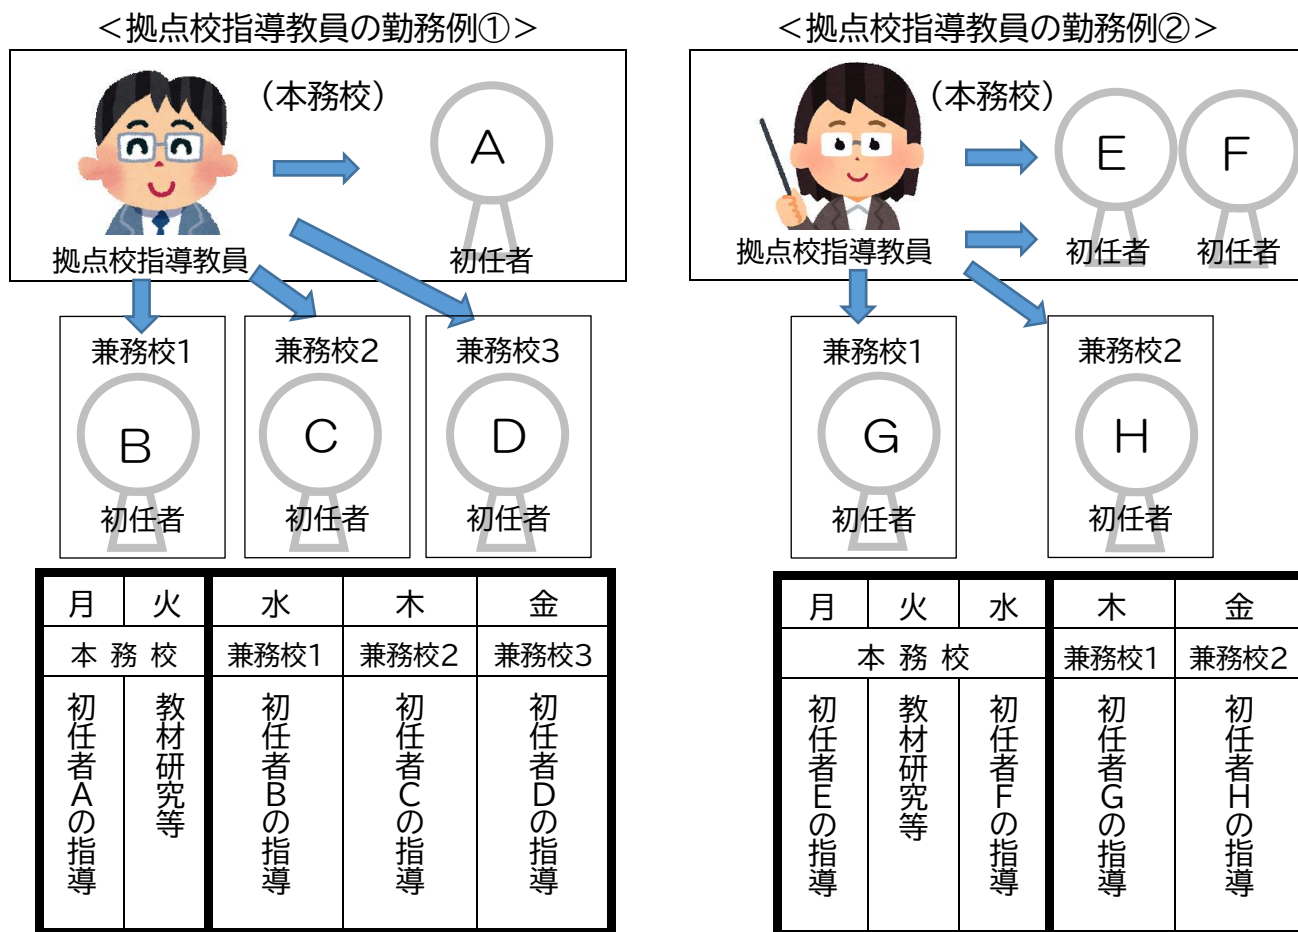 ＜拠点校指導教員の勤務例①＞
（本務校）
A
拠点校指導教員
初任者
兼務校1
B
初任者
兼務校2
C
初任者
兼務校3
D
初任者
月 火 水 木 金
本務校 兼務校1 兼務校2 兼務校3
初任者Aの指導
教材研究等
初任者Bの指導
初任者Cの指導
初任者Dの指導
＜拠点校指導教員の勤務例②＞
（本務校）
E F
拠点校指導教員
初任者 初任者
兼務校1
G
初任者
兼務校2
H
初任者
月 火 水 木 金
本務校 兼務校1 兼務校2
初任者Eの指導
教材研究等
初任者Fの指導
初任者Gの指導
初任者Hの指導